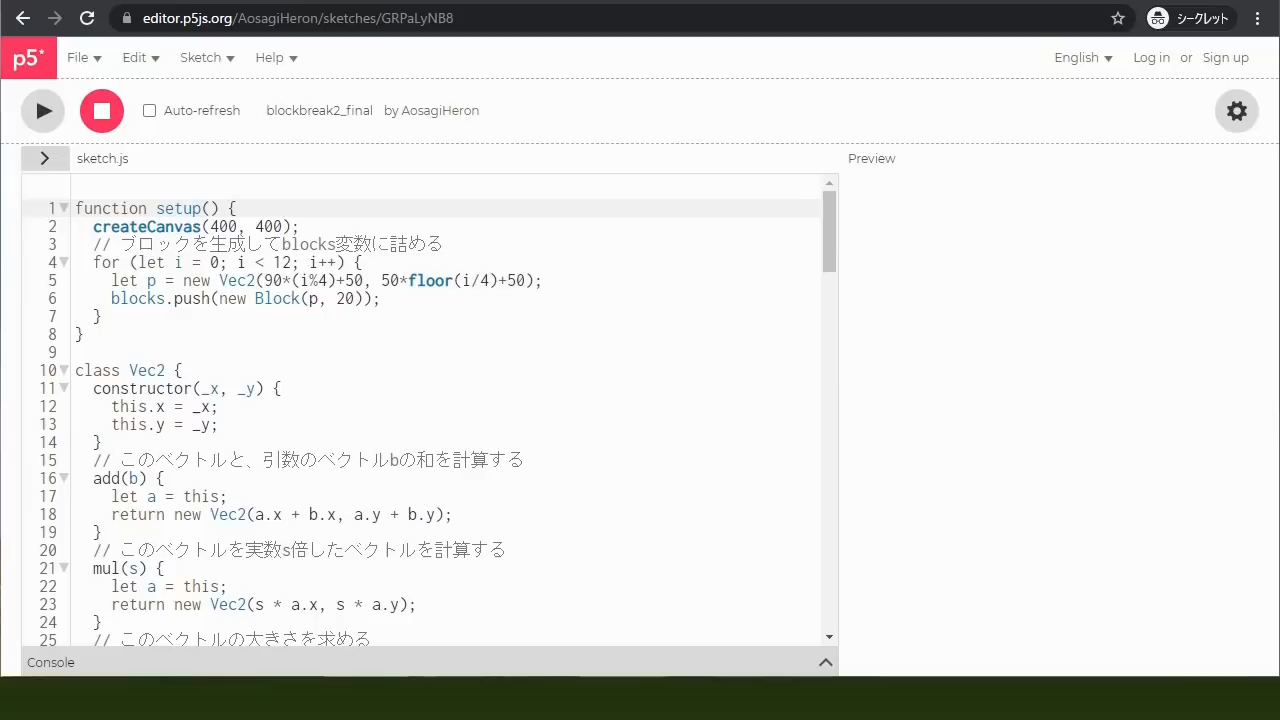 editor.p5js.org/AosagiHeron/sketches/GRPaLyNB8
シークレット
p5*
File
Edit
Sketch
Help
English
Log in or Sign up
Auto-refresh
blockbreak2_final by AosagiHeron
sketch.js
Preview
1 function setup() {
2 createCanvas(400, 400);
3 // ブロックを生成してblocks変数に詰める
4 for (let i = 0; i < 12; i++) {
5 let p = new Vec2(90*(i%4)+50, 50*floor(i/4)+50);
6 blocks.push(new Block(p, 20));
7 }
8 }
9
10 class Vec2 {
11 constructor(_x, _y) {
12 this.x = _x;
13 this.y = _y;
14 }
15 // このベクトルと、引数のベクトルbの和を計算する
16 add(b) {
17 let a = this;
18 return new Vec2(a.x + b.x, a.y + b.y);
19 }
20 // このベクトルを実数s倍したベクトルを計算する
21 mul(s) {
22 let a = this;
23 return new Vec2(s * a.x, s * a.y);
24 }
25 // このベクトルの大きさを求める
Console